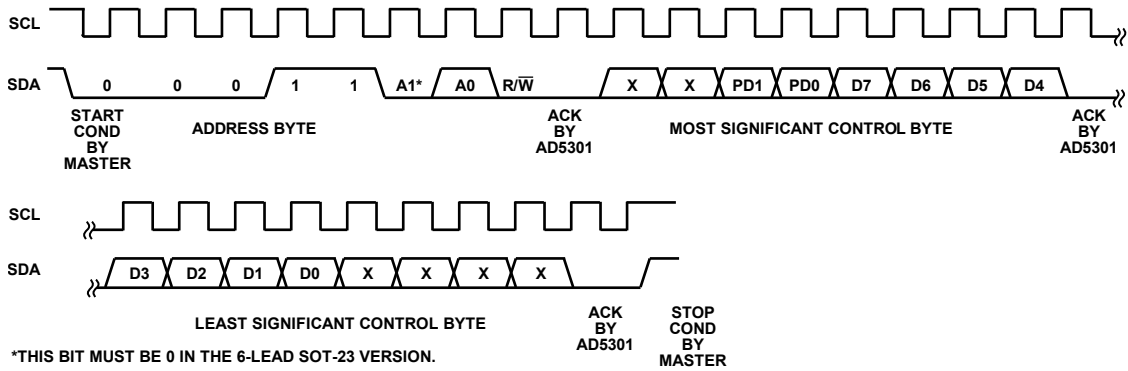 SCL
SDA 0 0 0 1 1 A1* A0 R/W̅ X X PD1 PD0 D7 D6 D5 D4
START COND BY MASTER
ADDRESS BYTE
ACK BY AD5301
MOST SIGNIFICANT CONTROL BYTE
ACK BY AD5301
SCL
SDA D3 D2 D1 D0 X X X X
LEAST SIGNIFICANT CONTROL BYTE
ACK BY AD5301
STOP COND BY MASTER
*THIS BIT MUST BE 0 IN THE 6-LEAD SOT-23 VERSION.